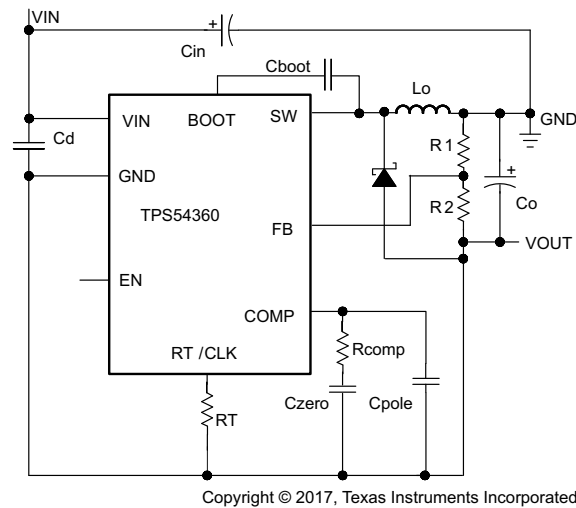 VIN
+
Cin
Cboot
Lo
VIN
BOOT
SW
GND
Cd
R1
GND
+
TPS54360
R2
Co
FB
VOUT
EN
COMP
Rcomp
RT /CLK
Czero
Cpole
RT
Copyright © 2017, Texas Instruments Incorporated